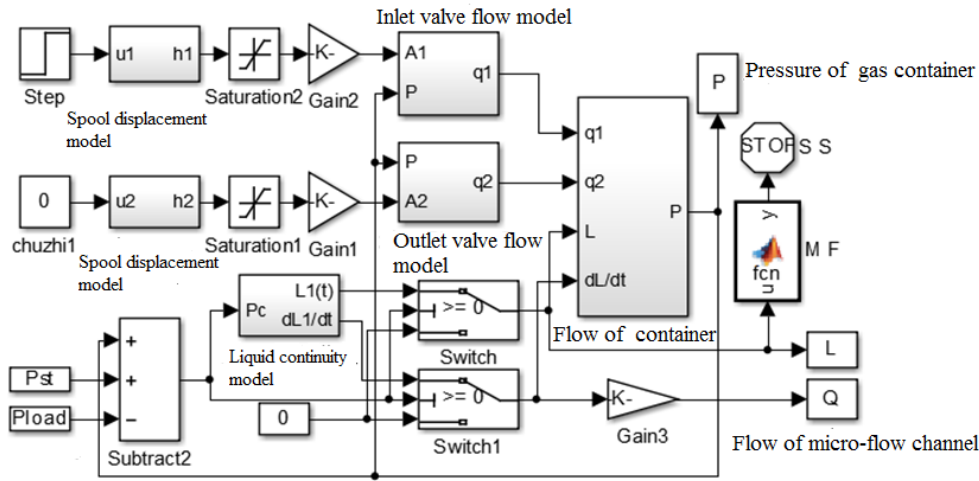 Inlet valve flow model
Step
u1 h1
Spool displacement
model
Saturation2
K-
Gain2
A1
P
q1
P
Pressure of gas container
0
chuzhi1
u2 h2
Spool displacement
model
Saturation1
K-
Gain1
P
A2
q2
Outlet valve flow
model
q1
q2
L
dL/dt
P
Flow of container
STOP S S
y
fcn
u
M F
Pc
L1(t)
dL1/dt
Liquid continuity
model
>= 0
Switch
>= 0
Switch1
0
Pst
Pload
+
+
−
Subtract2
K-
Gain3
L
Q
Flow of micro-flow channel